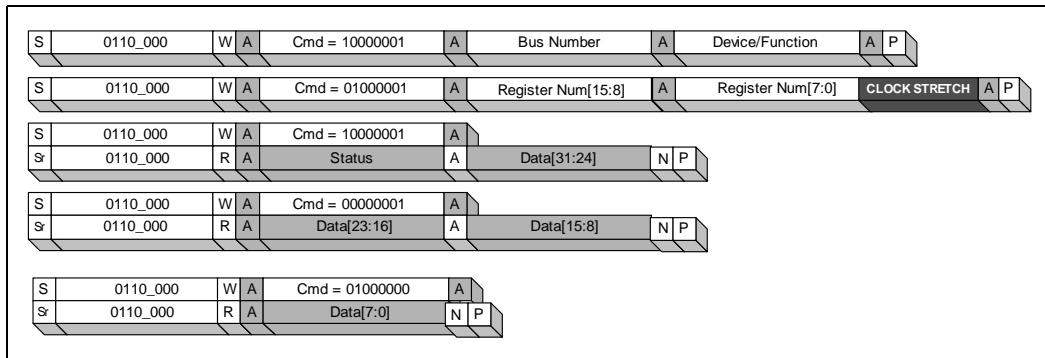 S 0110_000 W A Cmd = 10000001 A Bus Number A Device/Function A P
S 0110_000 W A Cmd = 01000001 A Register Num[15:8] A Register Num[7:0] CLOCK STRETCH A P
S 0110_000 W A Cmd = 10000001 A
Sr 0110_000 R A Status A Data[31:24] N P
S 0110_000 W A Cmd = 00000001 A
Sr 0110_000 R A Data[23:16] A Data[15:8] N P
S 0110_000 W A Cmd = 01000000 A
Sr 0110_000 R A Data[7:0] N P